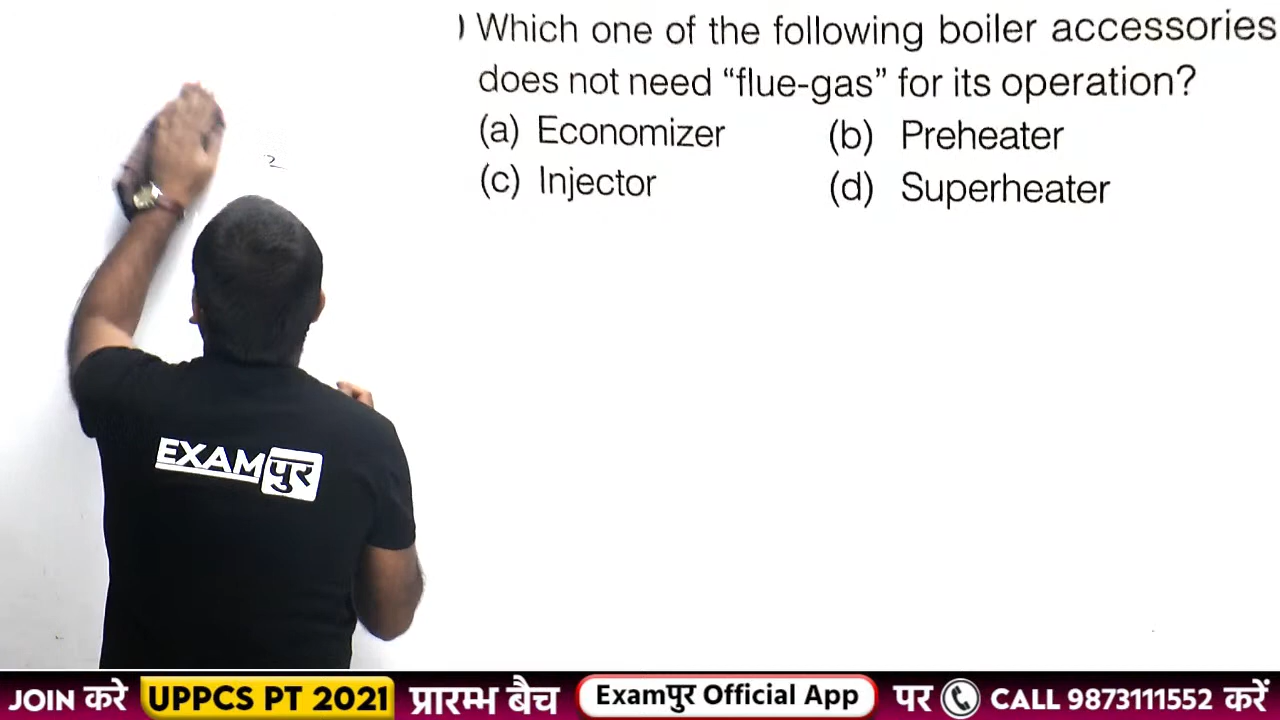 ) Which one of the following boiler accessories
does not need “flue-gas” for its operation?
(a) Economizer (b) Preheater
(c) Injector (d) Superheater
2
EXAMपुर
JOIN करे UPPCS PT 2021 प्रारम्भ बैच Examपुर Official App पर CALL 9873111552 करें